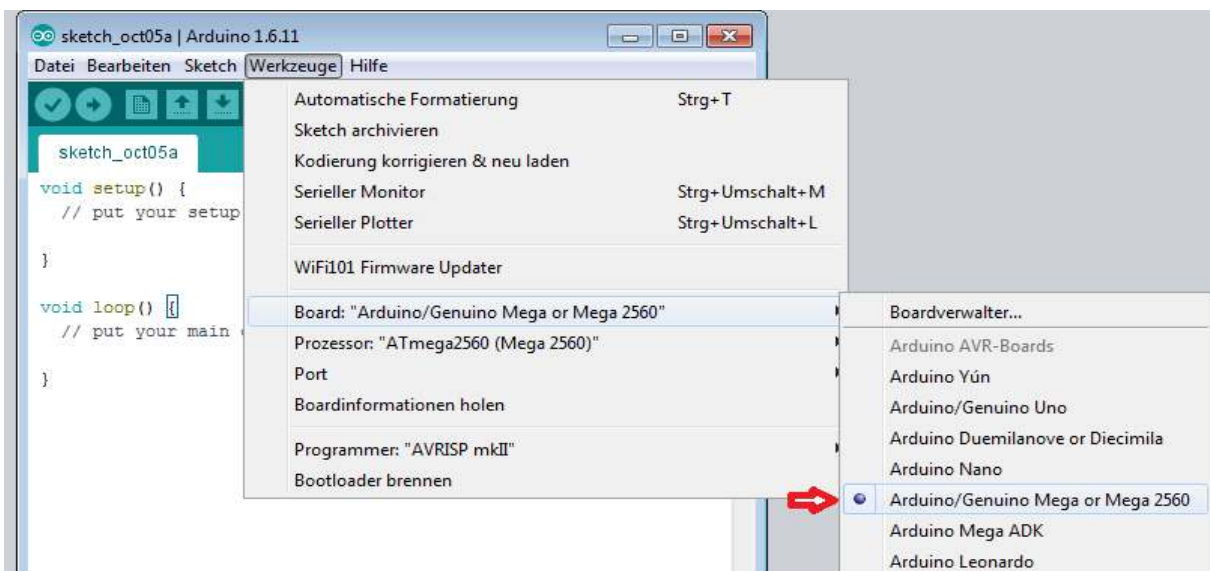 sketch_oct05a | Arduino 1.6.11
Datei Bearbeiten Sketch Werkzeuge Hilfe
sketch_oct05a
void setup() {
// put your setup
}
void loop() {
// put your main
}
Automatische Formatierung Strg+T
Sketch archivieren
Kodierung korrigieren & neu laden
Serieller Monitor Strg+Umschalt+M
Serieller Plotter Strg+Umschalt+L
WiFi101 Firmware Updater
Board: "Arduino/Genuino Mega or Mega 2560"
Prozessor: "ATmega2560 (Mega 2560)"
Port
Boardinformationen holen
Programmer: "AVRISP mkII"
Bootloader brennen
Boardverwalter...
Arduino AVR-Boards
Arduino Yún
Arduino/Genuino Uno
Arduino Duemilanove or Diecimila
Arduino Nano
Arduino/Genuino Mega or Mega 2560
Arduino Mega ADK
Arduino Leonardo